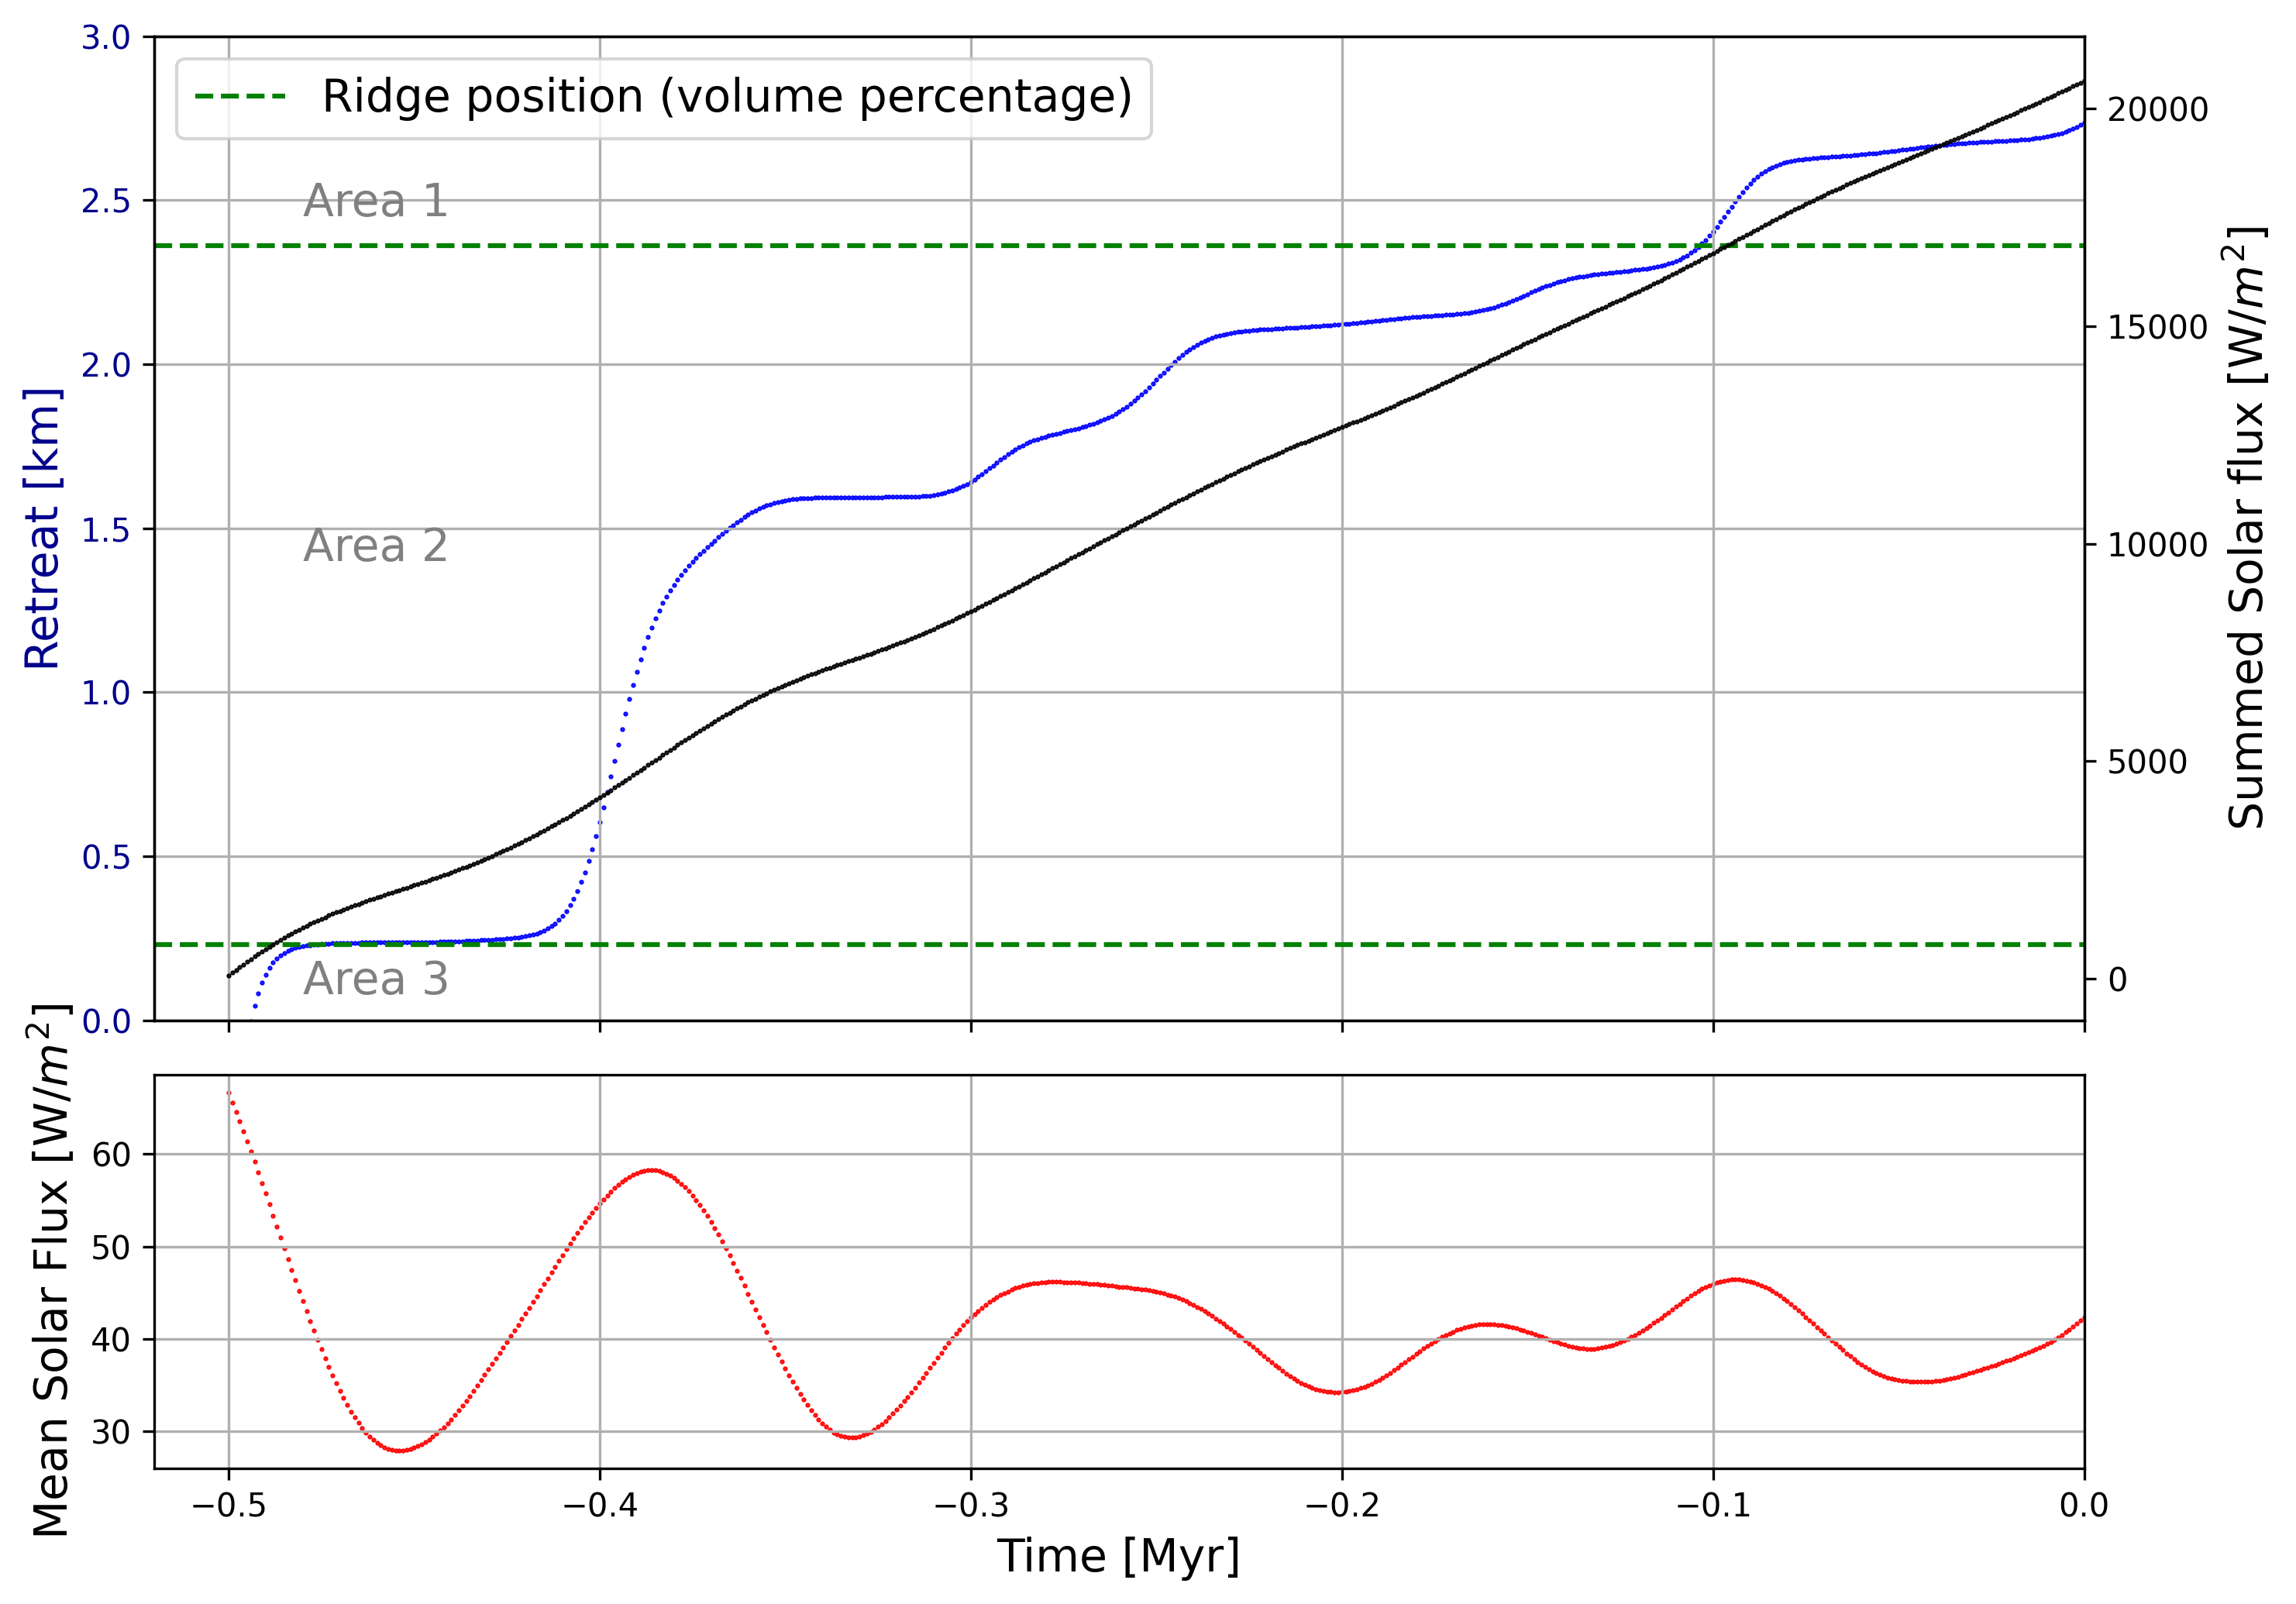 Ridge position (volume percentage)
Area 1
Area 2
Area 3
Retreat [km]
3.0
2.5
2.0
1.5
1.0
0.5
0.0
Summed Solar flux [W/m²]
20000
15000
10000
5000
0
Mean Solar Flux [W/m²]
60
50
40
30
−0.5 −0.4 −0.3 −0.2 −0.1 0.0
Time [Myr]